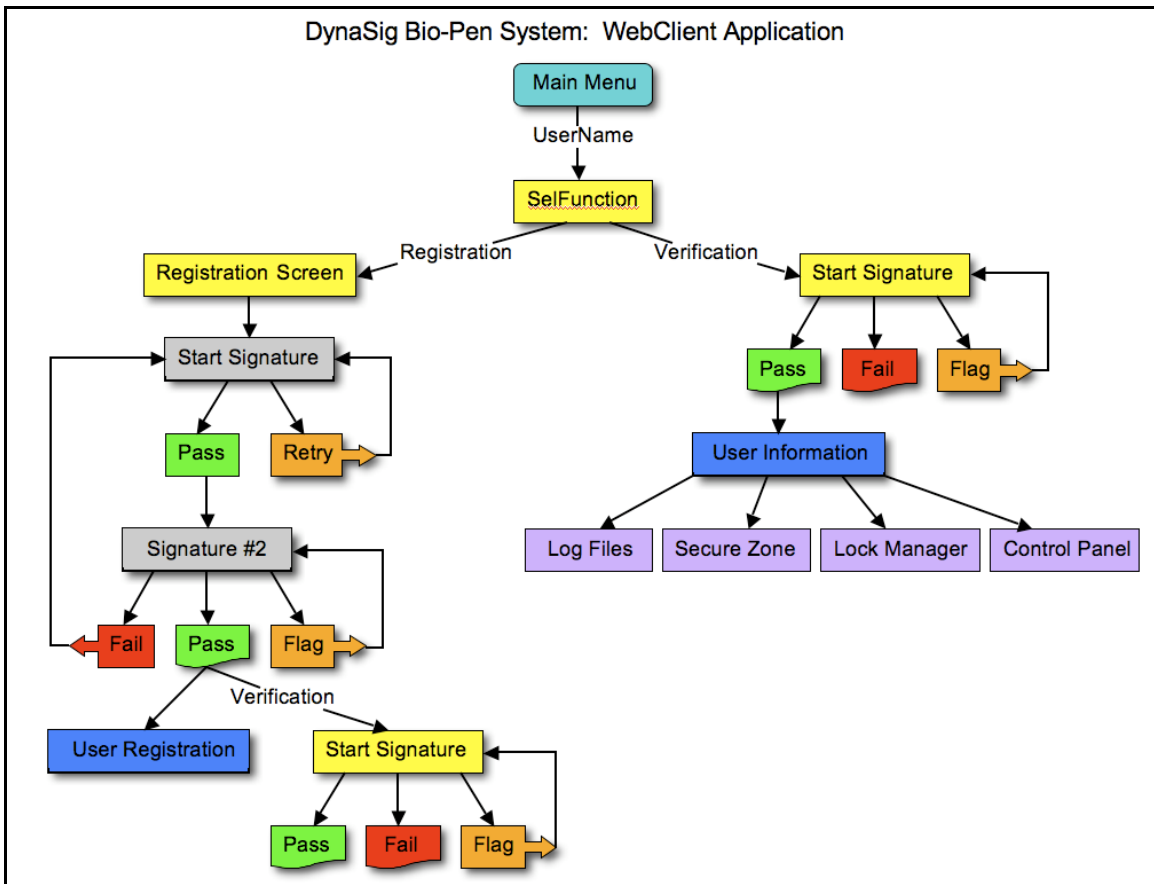 DynaSig Bio-Pen System:  WebClient Application
Main Menu
UserName
SelFunction
Registration
Verification
Registration Screen
Start Signature
Start Signature
Pass
Fail
Flag
Pass
Retry
User Information
Signature #2
Log Files
Secure Zone
Lock Manager
Control Panel
Fail
Pass
Flag
Verification
User Registration
Start Signature
Pass
Fail
Flag